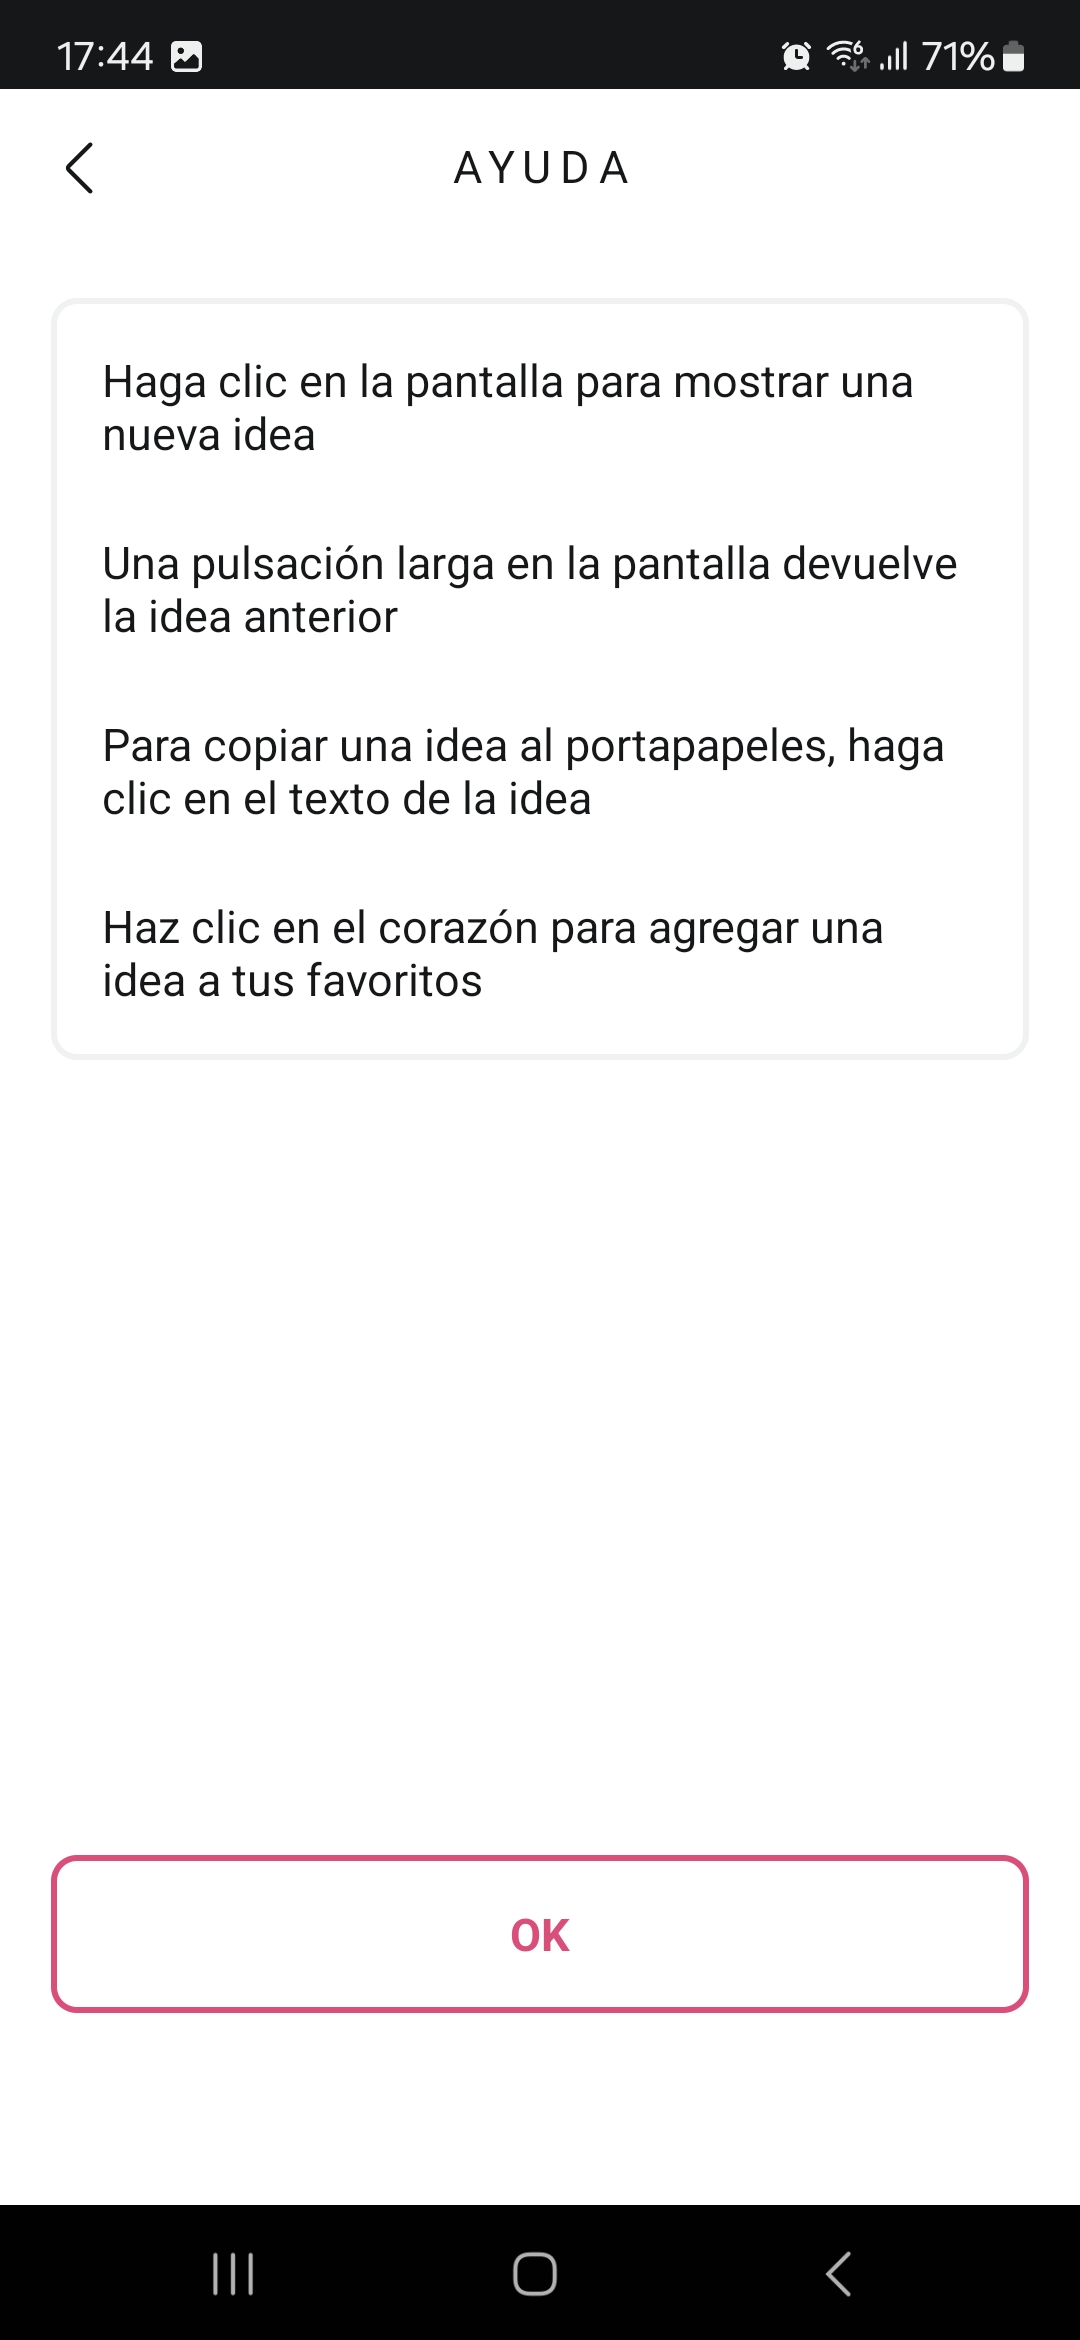 17:44
71%
AYUDA
Haga clic en la pantalla para mostrar una
nueva idea
Una pulsación larga en la pantalla devuelve
la idea anterior
Para copiar una idea al portapapeles, haga
clic en el texto de la idea
Haz clic en el corazón para agregar una
idea a tus favoritos
OK